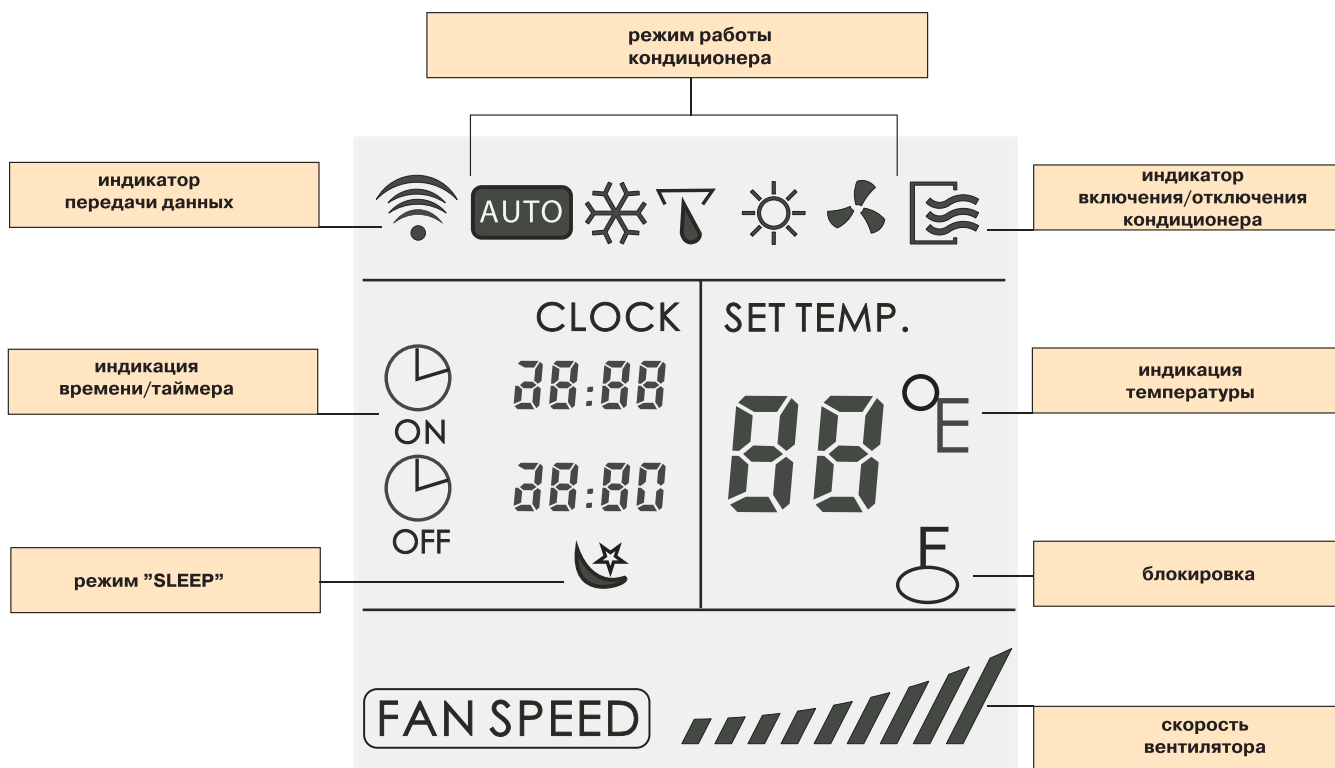 режим работы
кондиционера
индикатор
передачи данных
AUTO
индикатор
включения/отключения
кондиционера
CLOCK
SET TEMP.
индикация
времени/таймера
ON
88:88
88
°E
индикация
температуры
OFF
88:80
режим ”SLEEP”
F
блокировка
FAN SPEED
скорость
вентилятора